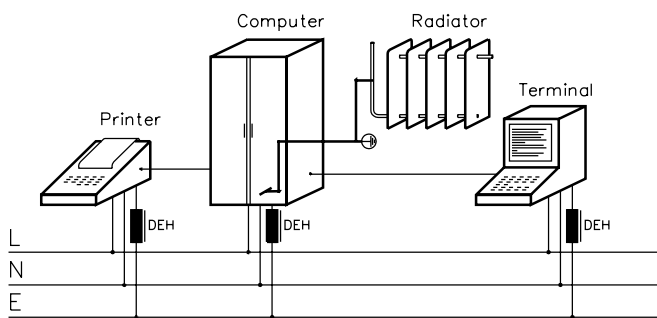 Computer
Radiator
Terminal
Printer
DEH
DEH
DEH
L
N
E